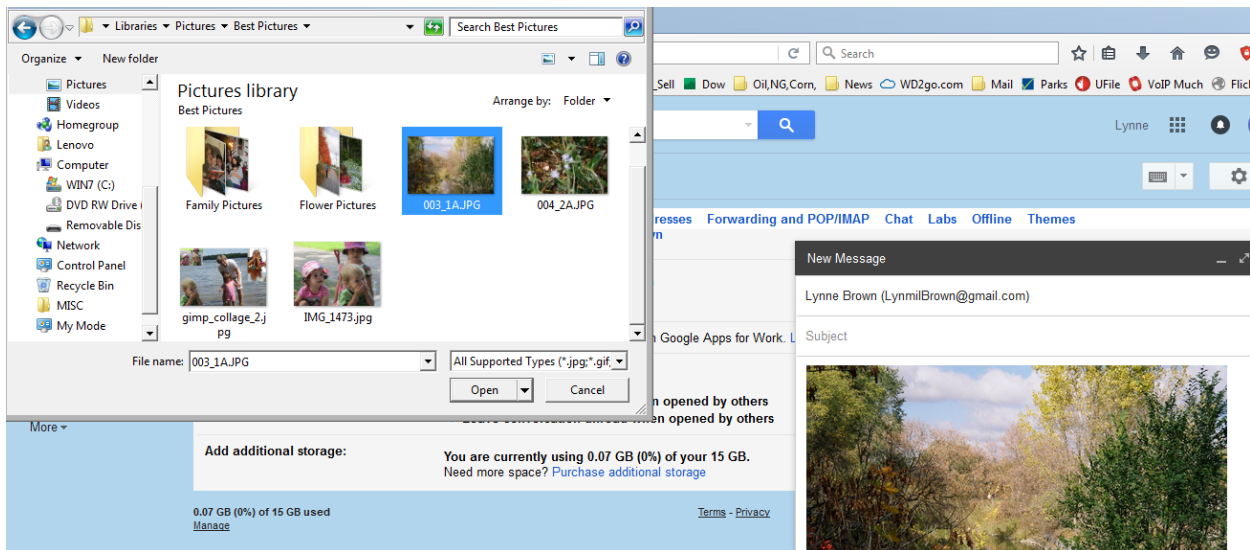 Libraries Pictures Best Pictures
Search Best Pictures
Organize
New folder
Pictures
Videos
Homegroup
Lenovo
Computer
WIN7 (C:)
DVD RW Drive
Removable Dis
Network
Control Panel
Recycle Bin
MISC
My Mode
Pictures library
Best Pictures
Arrange by: Folder
Family Pictures
Flower Pictures
003_1A.JPG
004_2A.JPG
gimp_collage_2.j
pg
IMG_1473.jpg
File name: 003_1A.JPG
All Supported Types (*.jpg;*.gif;
Open
Cancel
Search
_Sell Dow Oil,NG,Corn, News WD2go.com Mail Parks UFile VoIP Much Flic
Lynne
resses Forwarding and POP/IMAP Chat Labs Offline Themes
n Google Apps for Work.
n opened by others
when opened by others
More
Add additional storage:
You are currently using 0.07 GB (0%) of your 15 GB.
Need more space? Purchase additional storage
0.07 GB (0%) of 15 GB used
Manage
Terms - Privacy
New Message
Lynne Brown (LynmilBrown@gmail.com)
Subject